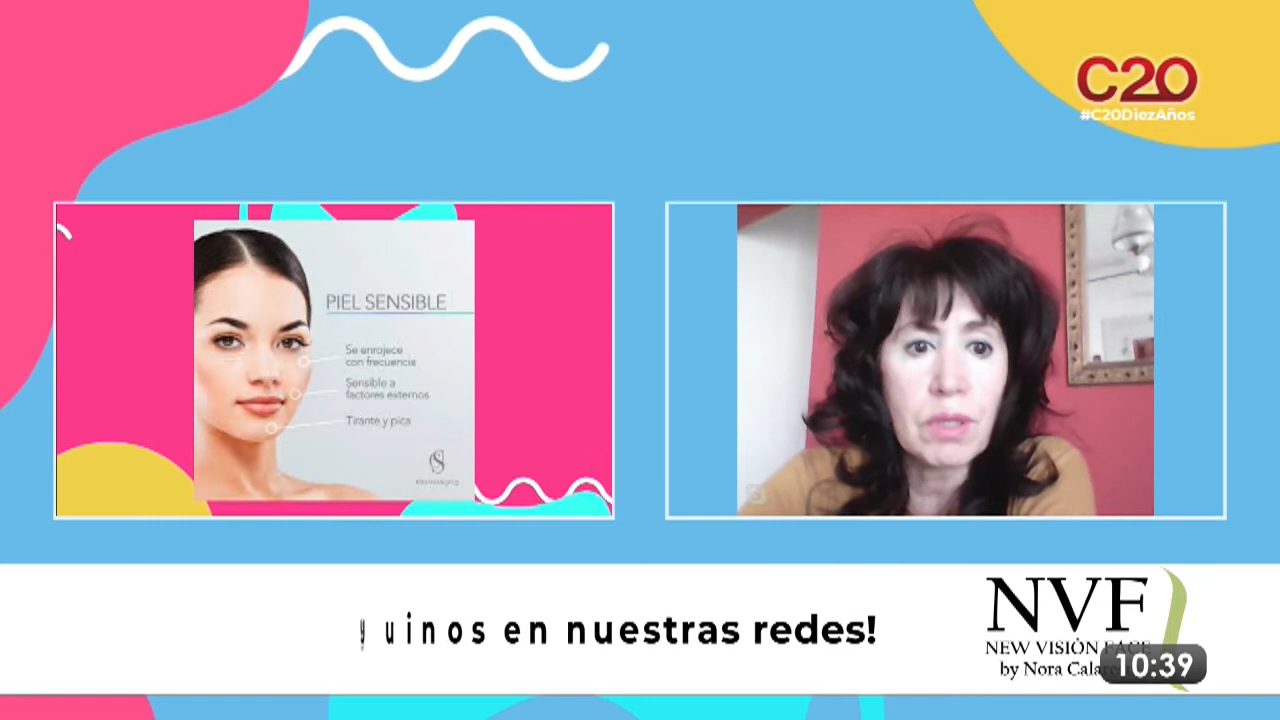 C20
#C20DiezAños
PIEL SENSIBLE
Se enrojece
con frecuencia
Sensible a
factores externos
Tirante y pica
uinos en nuestras redes!
NVF
NEW VISIÓN FACE
by Nora
10:39